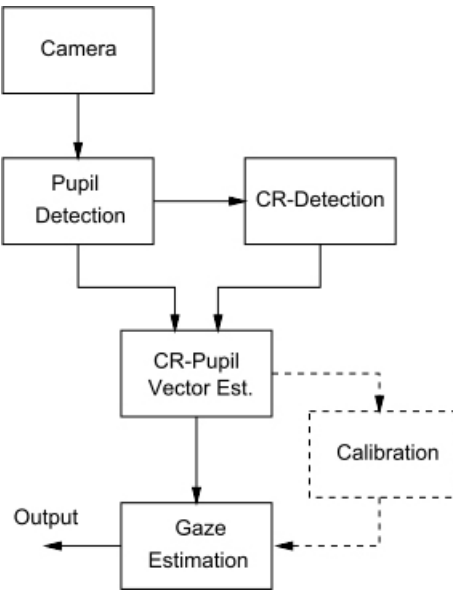 Camera
Pupil
Detection
CR-Detection
CR-Pupil
Vector Est.
Calibration
Output
Gaze
Estimation